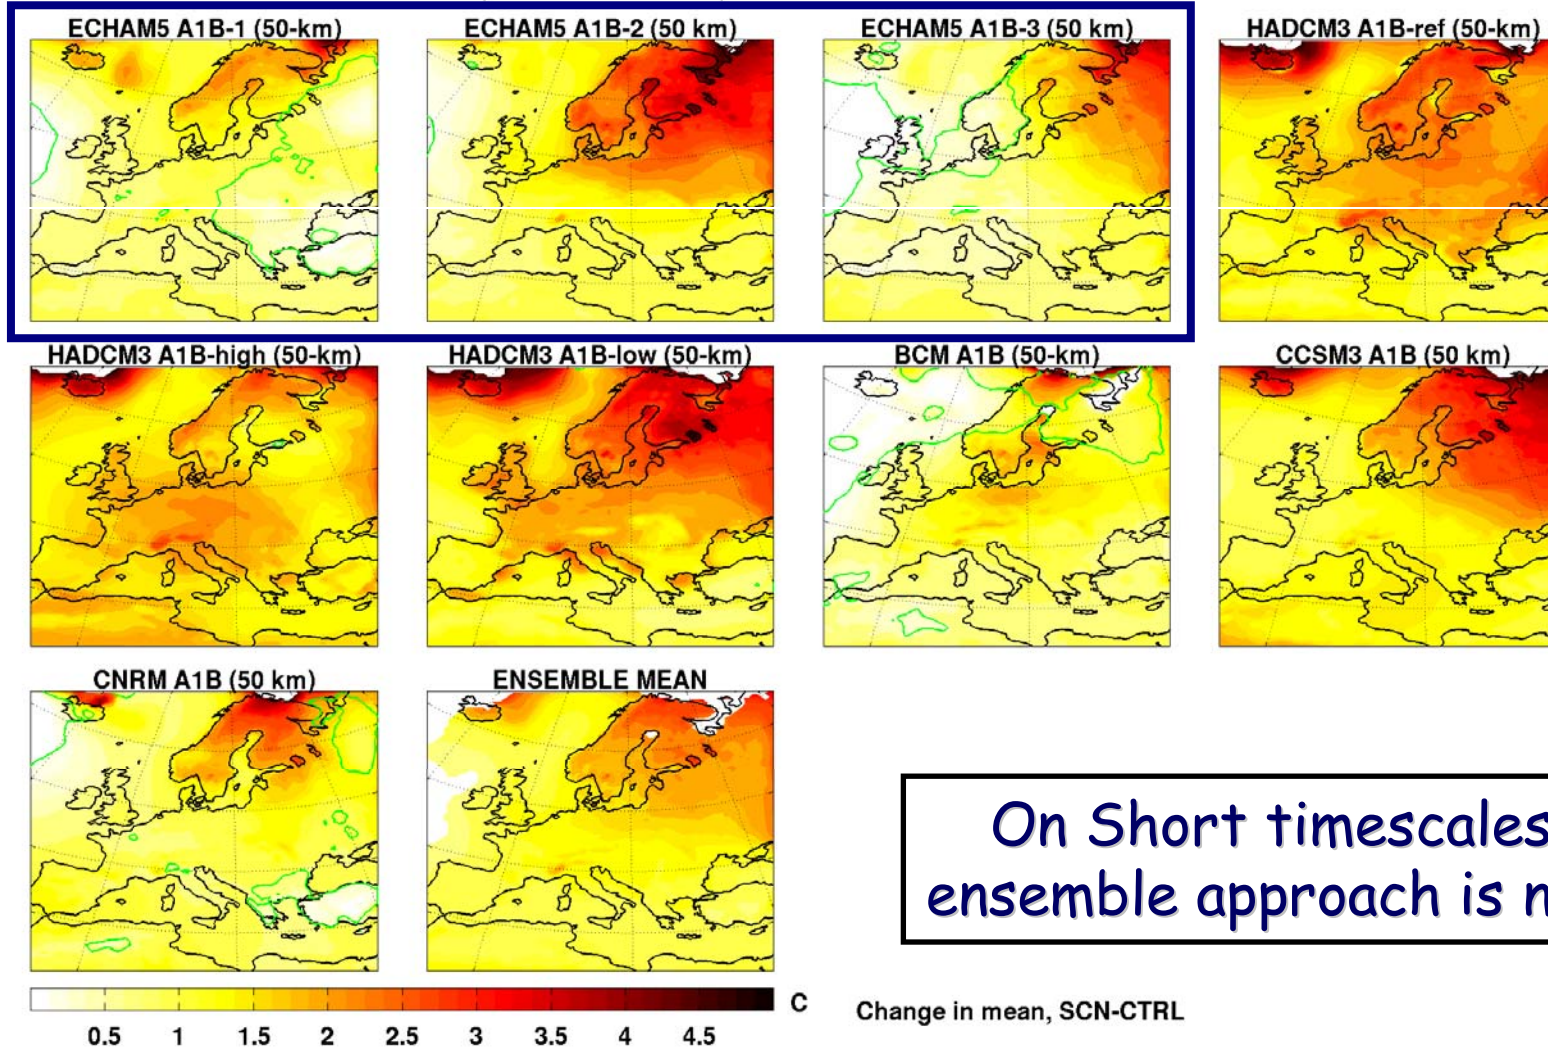 ECHAM5 A1B-1 (50-km)
ECHAM5 A1B-2 (50 km)
ECHAM5 A1B-3 (50 km)
HADCM3 A1B-ref (50-km)
HADCM3 A1B-high (50-km)
HADCM3 A1B-low (50-km)
BCM A1B (50-km)
CCSM3 A1B (50 km)
CNRM A1B (50 km)
ENSEMBLE MEAN
On Short timescales
ensemble approach is n
C
0.5 1 1.5 2 2.5 3 3.5 4 4.5
Change in mean, SCN-CTRL